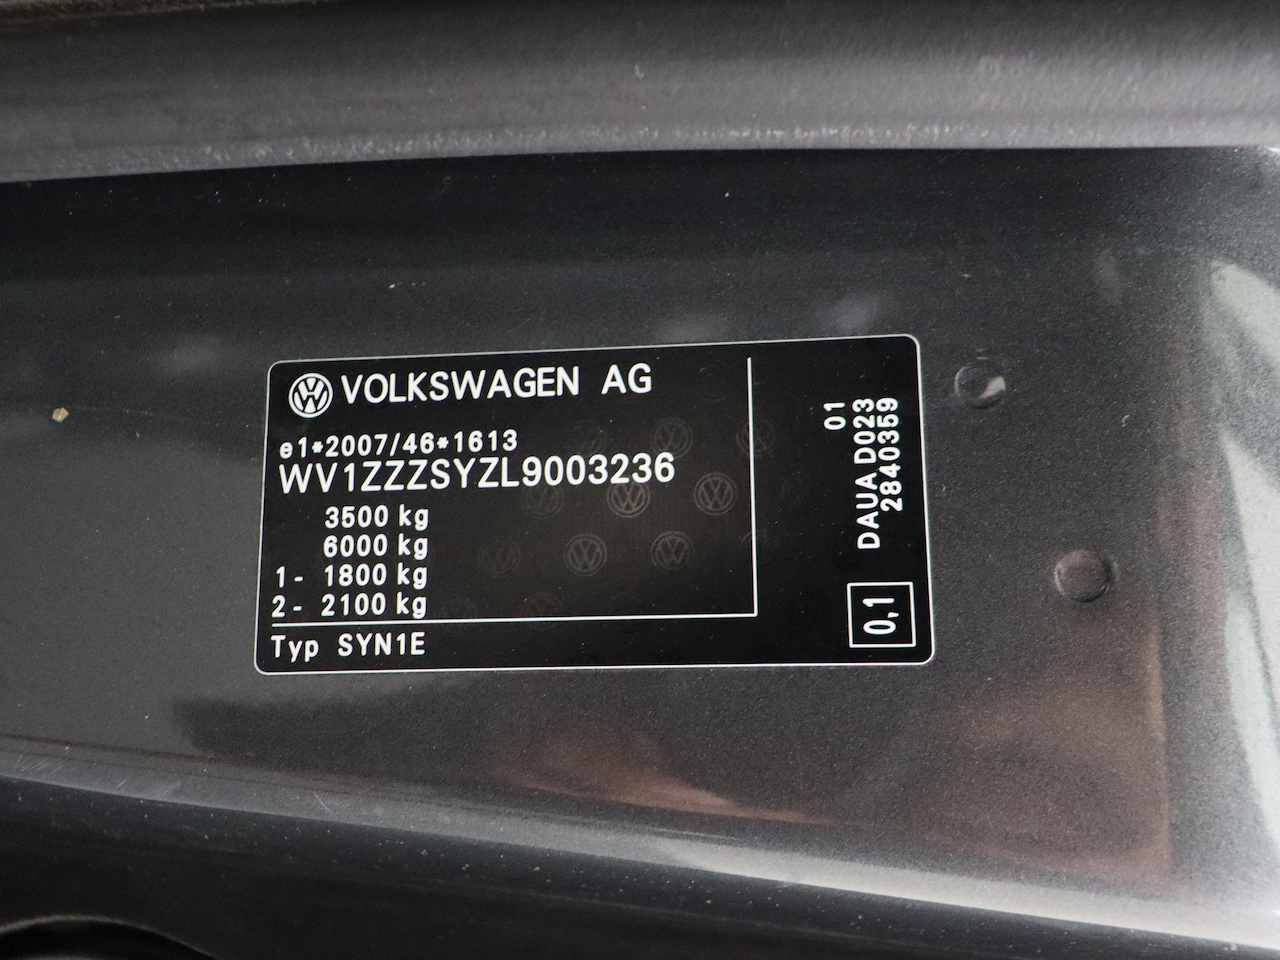 VOLKSWAGEN AG
e1*2007/46*1613
WV1ZZZSYZL9003236
3500 kg
6000 kg
1- 1800 kg
2- 2100 kg
Typ SYN1E
01
DAUA D023
2840359
0,1